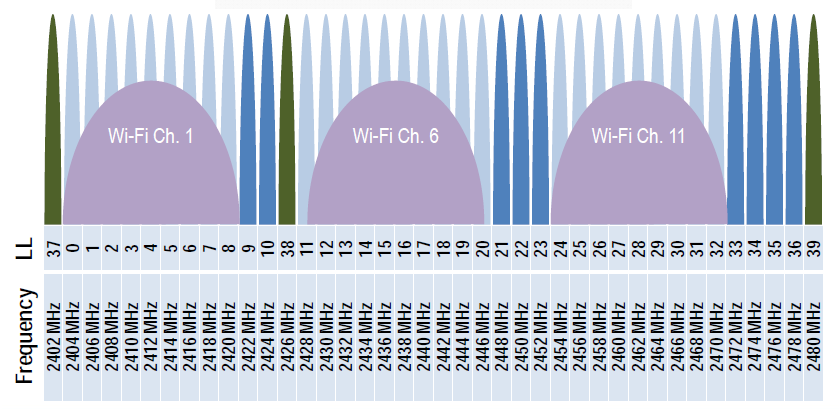 Wi-Fi Ch. 1 Wi-Fi Ch. 6 Wi-Fi Ch. 11
LL 37 0 1 2 3 4 5 6 7 8 9 10 38 11 12 13 14 15 16 17 18 19 20 21 22 23 24 25 26 27 28 29 30 31 32 33 34 35 36 39
Frequency 2402 MHz 2404 MHz 2406 MHz 2408 MHz 2410 MHz 2412 MHz 2414 MHz 2416 MHz 2418 MHz 2420 MHz 2422 MHz 2424 MHz 2426 MHz 2428 MHz 2430 MHz 2432 MHz 2434 MHz 2436 MHz 2438 MHz 2440 MHz 2442 MHz 2444 MHz 2446 MHz 2448 MHz 2450 MHz 2452 MHz 2454 MHz 2456 MHz 2458 MHz 2460 MHz 2462 MHz 2464 MHz 2466 MHz 2468 MHz 2470 MHz 2472 MHz 2474 MHz 2476 MHz 2478 MHz 2480 MHz